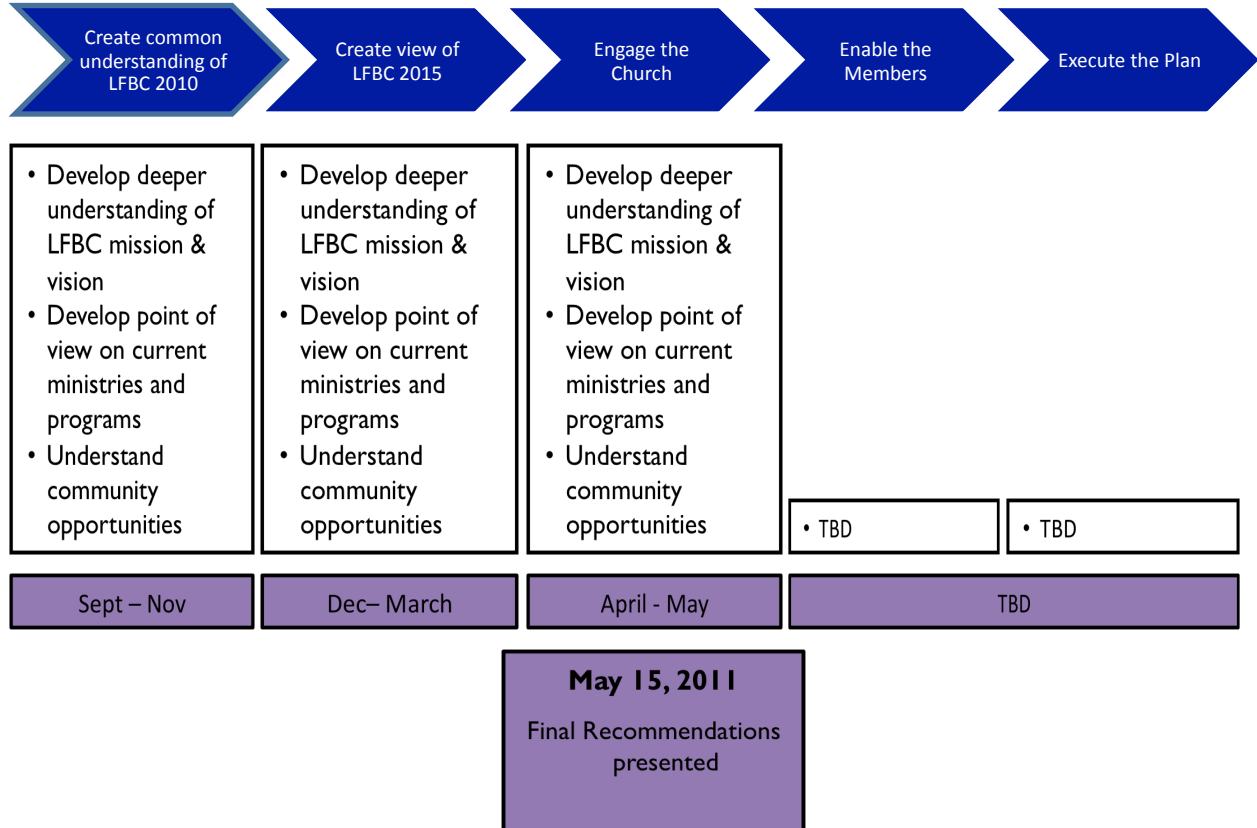 Create common
understanding of
LFBC 2010
Create view of
LFBC 2015
Engage the
Church
Enable the
Members
Execute the Plan
• Develop deeper
understanding of
LFBC mission &
vision
• Develop point of
view on current
ministries and
programs
• Understand
community
opportunities
• Develop deeper
understanding of
LFBC mission &
vision
• Develop point of
view on current
ministries and
programs
• Understand
community
opportunities
• Develop deeper
understanding of
LFBC mission &
vision
• Develop point of
view on current
ministries and
programs
• Understand
community
opportunities
• TBD
• TBD
Sept – Nov
Dec– March
April - May
TBD
May 15, 2011
Final Recommendations
presented